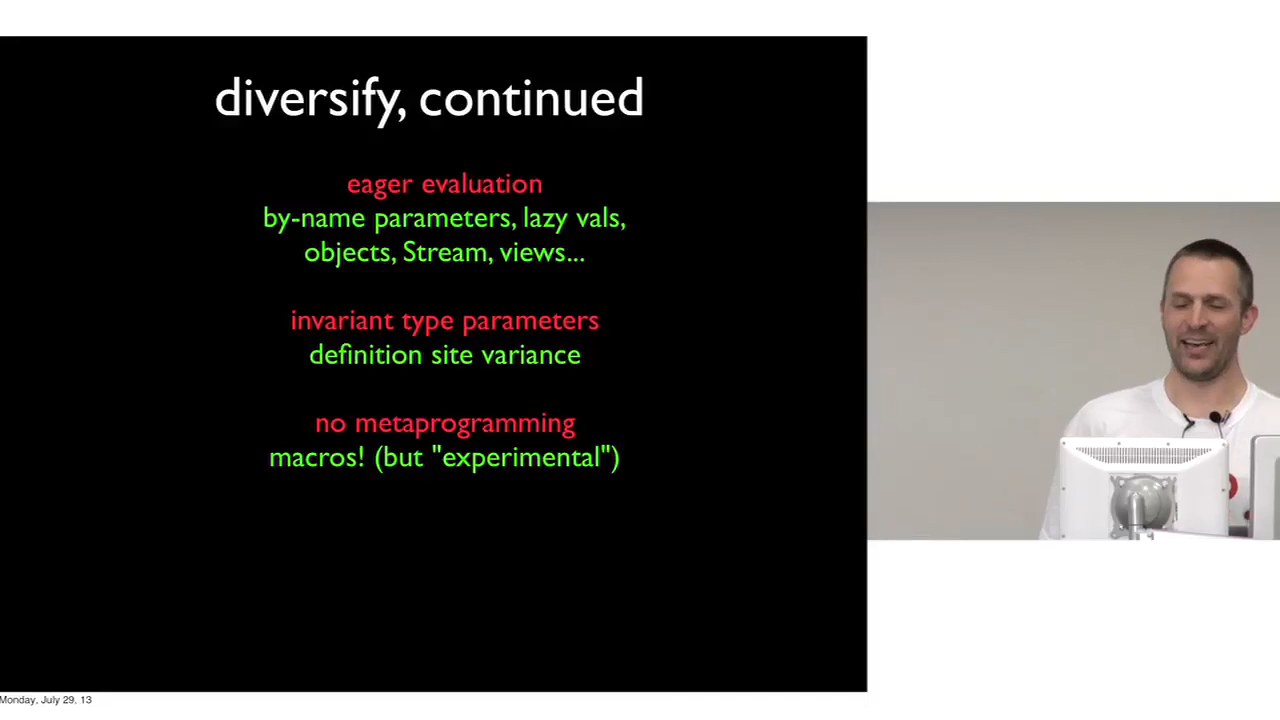 diversify, continued
eager evaluation
by-name parameters, lazy vals,
objects, Stream, views...
invariant type parameters
definition site variance
no metaprogramming
macros! (but "experimental")
Monday, July 29, 13